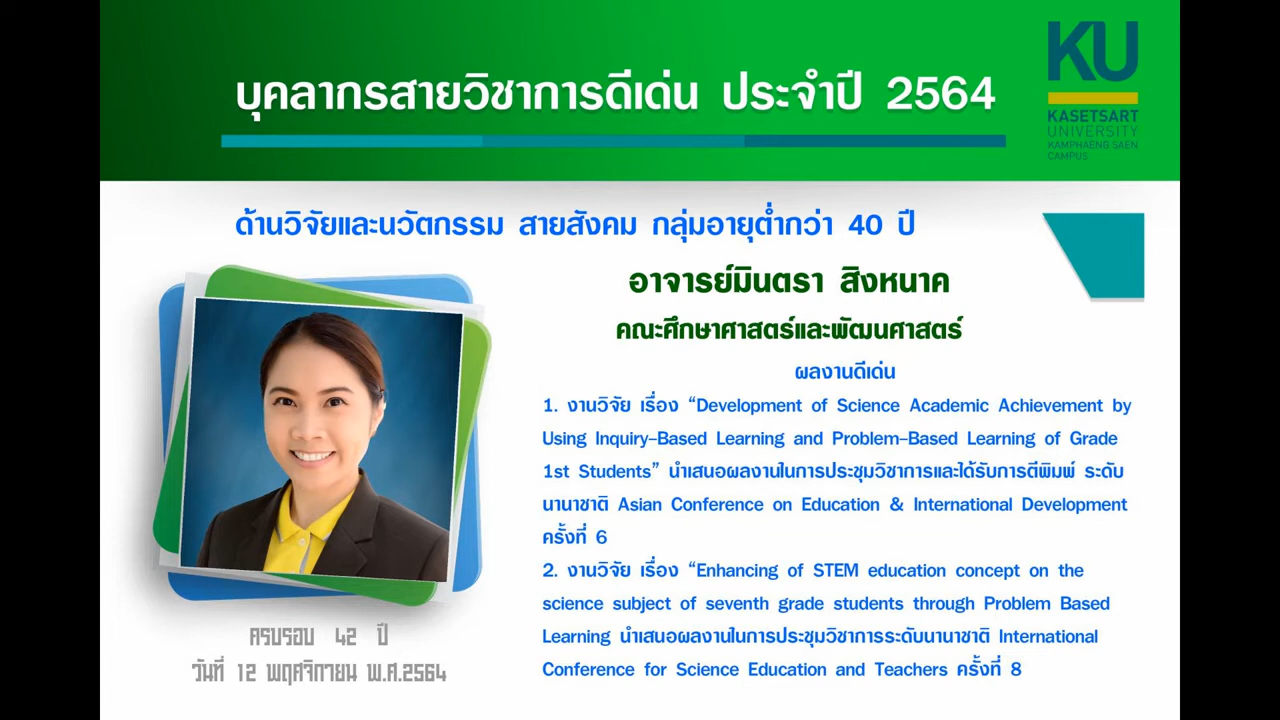 บุคลากรสายวิชาการดีเด่น ประจำปี 2564
KU
KASETSART
UNIVERSITY
KAMPHAENG SAEN
CAMPUS
ด้านวิจัยและนวัตกรรม สายสังคม กลุ่มอายุต่ำกว่า 40 ปี
อาจารย์มินตรา สิงหนาค
คณะศึกษาศาสตร์และพัฒนศาสตร์
ผลงานดีเด่น
1. งานวิจัย เรื่อง “Development of Science Academic Achievement by
Using Inquiry-Based Learning and Problem-Based Learning of Grade
1st Students” นำเสนอผลงานในการประชุมวิชาการและได้รับการตีพิมพ์ ระดับ
นานาชาติ Asian Conference on Education & International Development
ครั้งที่ 6
2. งานวิจัย เรื่อง “Enhancing of STEM education concept on the
science subject of seventh grade students through Problem Based
Learning นำเสนอผลงานในการประชุมวิชาการระดับนานาชาติ International
Conference for Science Education and Teachers ครั้งที่ 8
ครบรอบ 42 ปี
วันที่ 12 พฤศจิกายน พ.ศ.2564